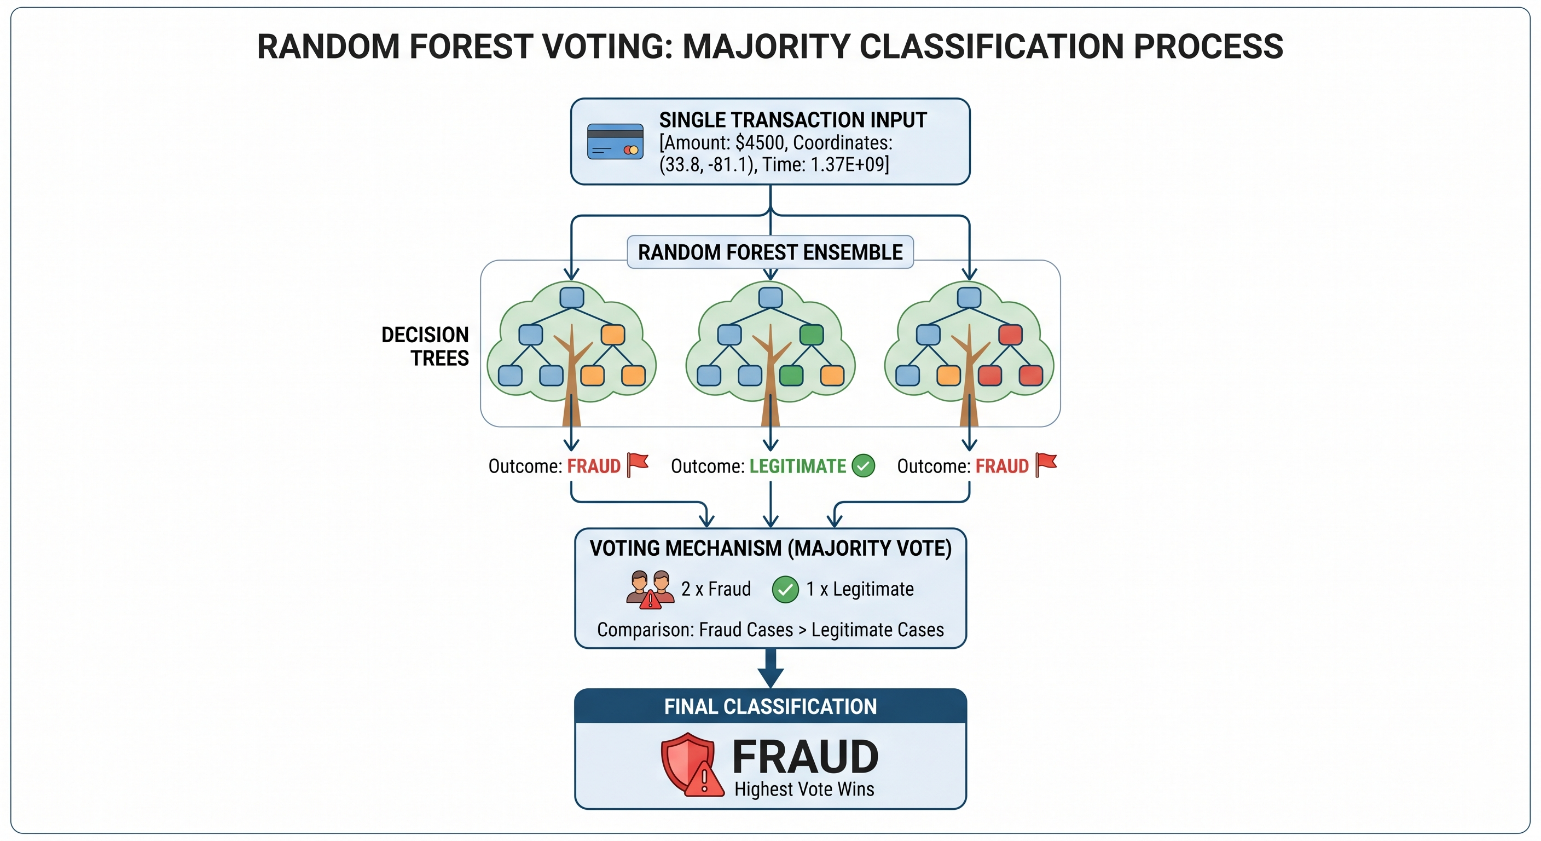 RANDOM FOREST VOTING: MAJORITY CLASSIFICATION PROCESS
SINGLE TRANSACTION INPUT
[Amount: $4500, Coordinates:
(33.8, -81.1), Time: 1.37E+09]
RANDOM FOREST ENSEMBLE
DECISION
TREES
Outcome: FRAUD
Outcome: LEGITIMATE
Outcome: FRAUD
VOTING MECHANISM (MAJORITY VOTE)
2 x Fraud
1 x Legitimate
Comparison: Fraud Cases > Legitimate Cases
FINAL CLASSIFICATION
FRAUD
Highest Vote Wins